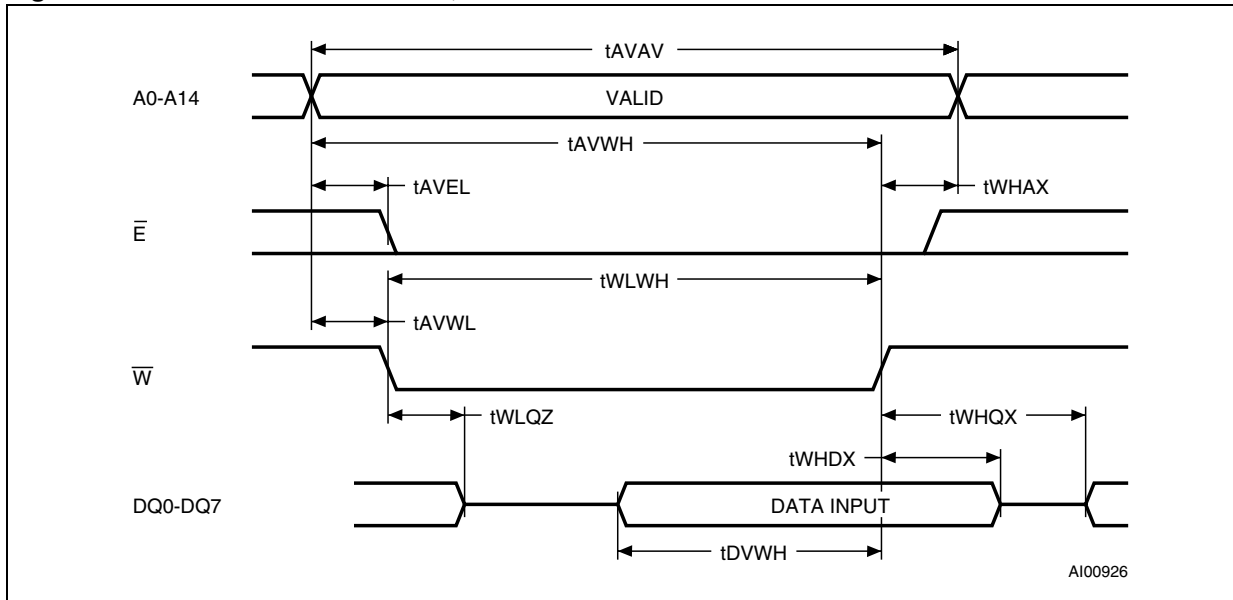 tAVAV
A0-A14
VALID
tAVWH
tAVEL
tWHAX
E̅
tWLWH
tAVWL
W̅
tWLQZ
tWHQX
tWHDX
DQ0-DQ7
DATA INPUT
tDVWH
AI00926